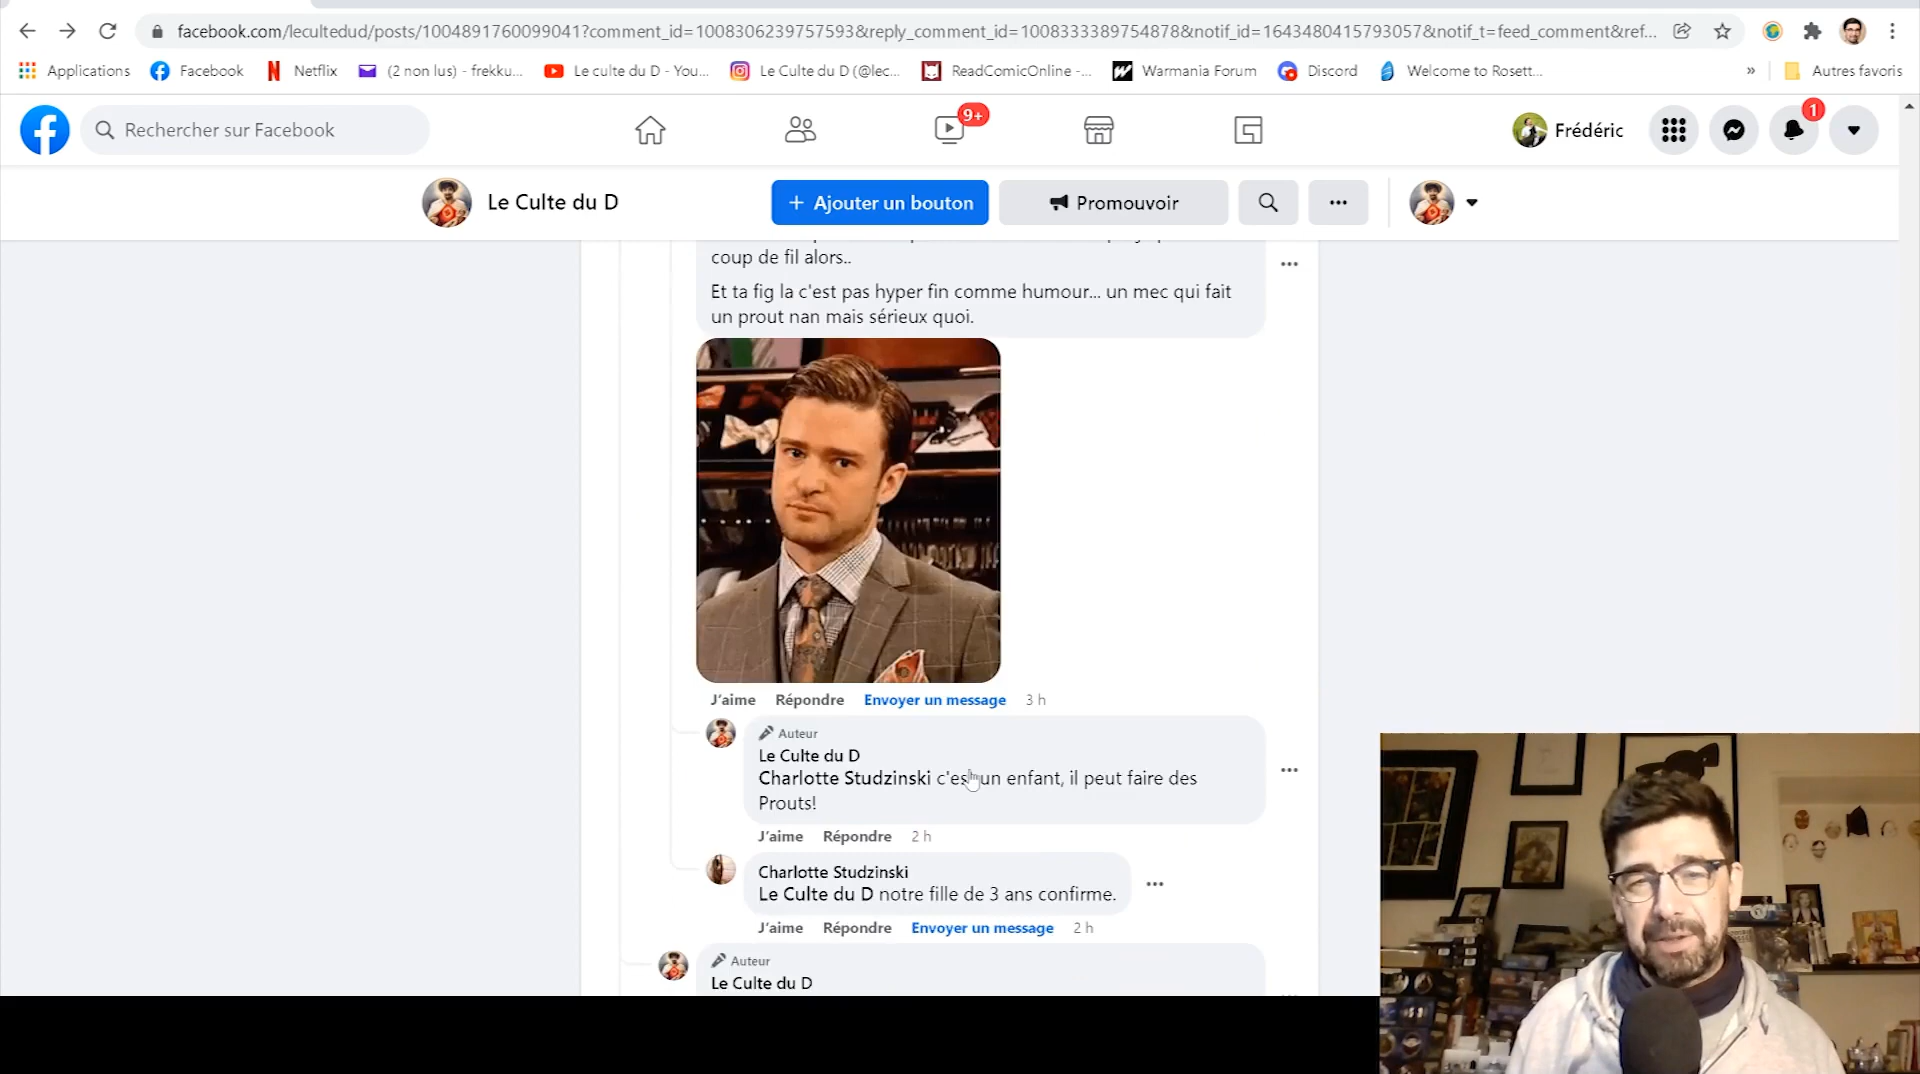 facebook.com/lecultedud/posts/1004891760099041?comment_id=1008306239757593&reply_comment_id=1008333389754878&notif_id=1643480415793057&notif_t=feed_comment&ref...
Applications
Facebook
Netflix
(2 non lus) - frekku...
Le culte du D - You...
Le Culte du D (@lec...
ReadComicOnline -...
Warmania Forum
Discord
Welcome to Rosett...
»
Autres favoris
Rechercher sur Facebook
9+
Frédéric
1
Le Culte du D
+ Ajouter un bouton
Promouvoir
coup de fil alors..
Et ta fig la c'est pas hyper fin comme humour... un mec qui fait
un prout nan mais sérieux quoi.
J'aime Répondre Envoyer un message 3 h
Auteur
Le Culte du D
Charlotte Studzinski c'est un enfant, il peut faire des
Prouts!
J'aime Répondre 2 h
Charlotte Studzinski
Le Culte du D notre fille de 3 ans confirme.
J'aime Répondre Envoyer un message 2 h
Auteur
Le Culte du D